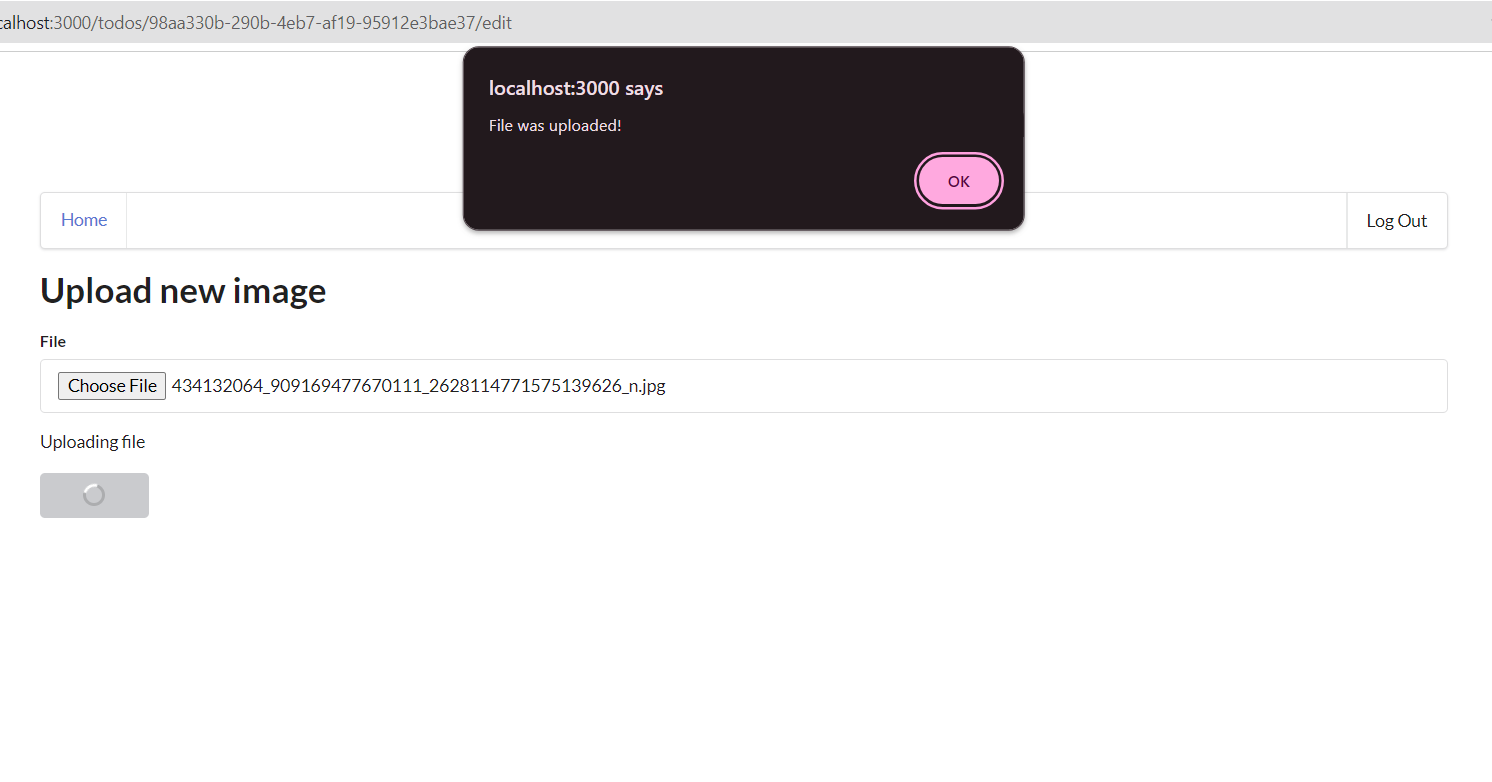 calhost:3000/todos/98aa330b-290b-4eb7-af19-95912e3bae37/edit
localhost:3000 says
File was uploaded!
OK
Home
Log Out
Upload new image
File
Choose File 434132064_909169477670111_2628114771575139626_n.jpg
Uploading file